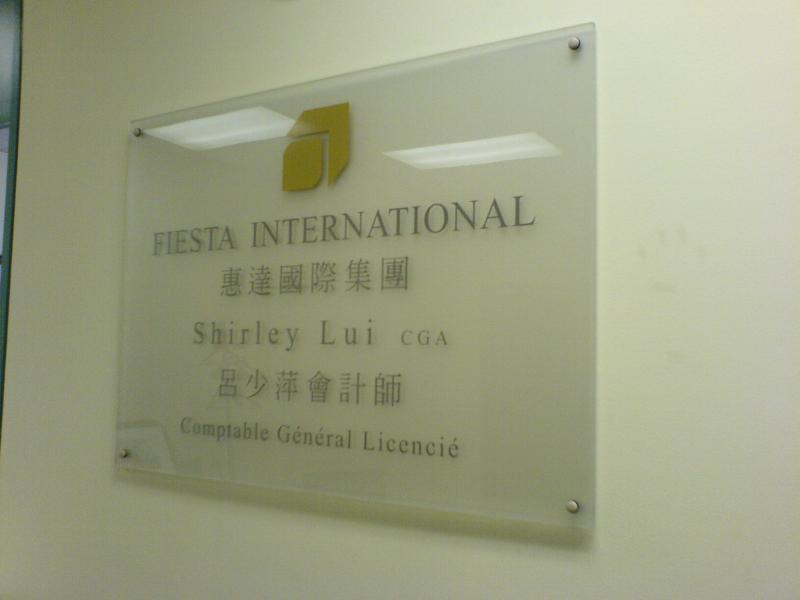 FIESTA INTERNATIONAL
惠達國際集團
Shirley Lui CGA
呂少萍會計師
Comptable Général Licencié